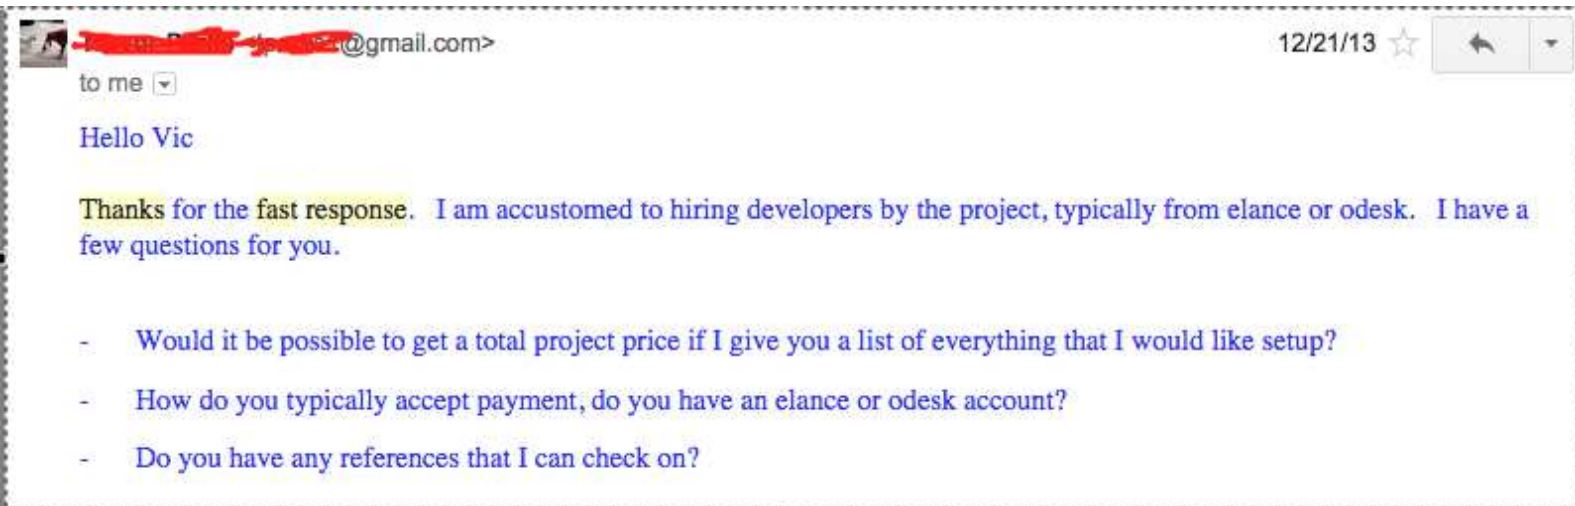 @gmail.com>
12/21/13
to me
Hello Vic
Thanks for the fast response. I am accustomed to hiring developers by the project, typically from elance or odesk. I have a
few questions for you.
- Would it be possible to get a total project price if I give you a list of everything that I would like setup?
- How do you typically accept payment, do you have an elance or odesk account?
- Do you have any references that I can check on?